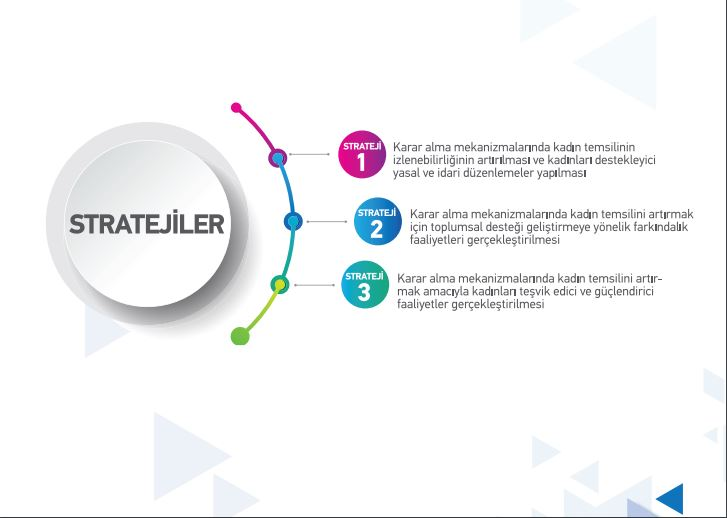 STRATEJİLER
STRATEJİ
1
Karar alma mekanizmalarında kadın temsilinin
izlenebilirliğinin artırılması ve kadınları destekleyici
yasal ve idari düzenlemeler yapılması
STRATEJİ
2
Karar alma mekanizmalarında kadın temsilini artırmak
için toplumsal desteği geliştirmeye yönelik farkındalık
faaliyetleri gerçekleştirilmesi
STRATEJİ
3
Karar alma mekanizmalarında kadın temsilini artır-
mak amacıyla kadınları teşvik edici ve güçlendirici
faaliyetler gerçekleştirilmesi